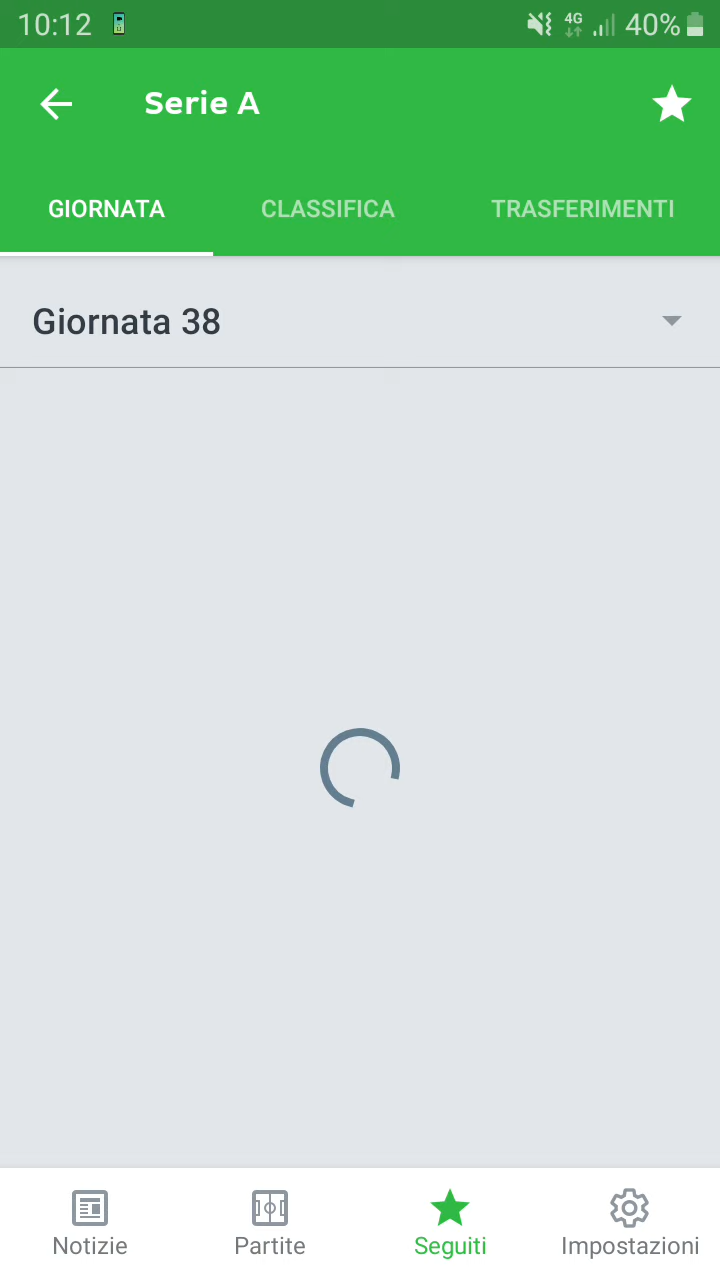 10:12 4G 40%
Serie A
GIORNATA CLASSIFICA TRASFERIMENTI
Giornata 38
Notizie Partite Seguiti Impostazioni